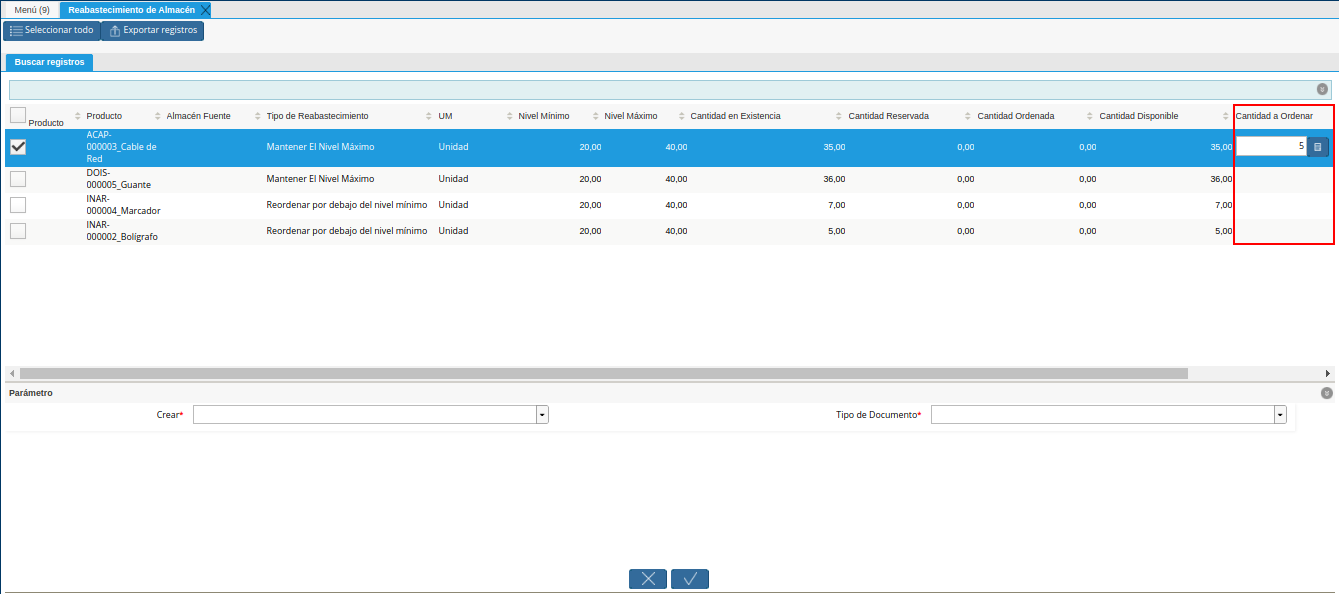 Menú (9) Reabastecimiento de Almacén
Seleccionar todo Exportar registros
Buscar registros
Producto Producto Almacén Fuente Tipo de Reabastecimiento UM Nivel Mínimo Nivel Máximo Cantidad en Existencia Cantidad Reservada Cantidad Ordenada Cantidad Disponible Cantidad a Ordenar
ACAP-
000003_Cable de Mantener El Nivel Máximo Unidad 20,00 40,00 35,00 0,00 0,00 35,00 5
Red
DOIS-
000005_Guante Mantener El Nivel Máximo Unidad 20,00 40,00 36,00 0,00 0,00 36,00
INAR-
000004_Marcador Reordenar por debajo del nivel mínimo Unidad 20,00 40,00 7,00 0,00 0,00 7,00
INAR-
000002_Bolígrafo Reordenar por debajo del nivel mínimo Unidad 20,00 40,00 5,00 0,00 0,00 5,00
Parámetro
Crear* Tipo de Documento*